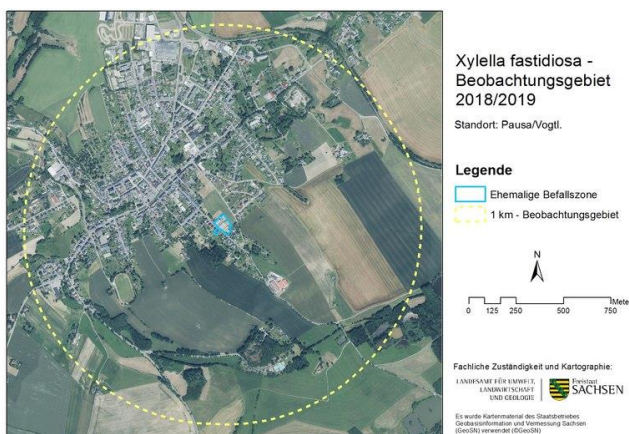 Xylella fastidiosa -
Beobachtungsgebiet
2018/2019
Standort: Pausa/Vogtl.
Legende
Ehemalige Befallszone
1 km - Beobachtungsgebiet
N
0 125 250 500 750
Mete
Fachliche Zuständigkeit und Kartographie:
LANDESAMT FÜR UMWELT,
LANDWIRTSCHAFT
UND GEOLOGIE
Freistaat
SACHSEN
Es wurde Kartenmaterial des Staatsbetriebes
Geobasisinformation und Vermessung Sachsen
(GeoSN) verwendet (©GeoSN)